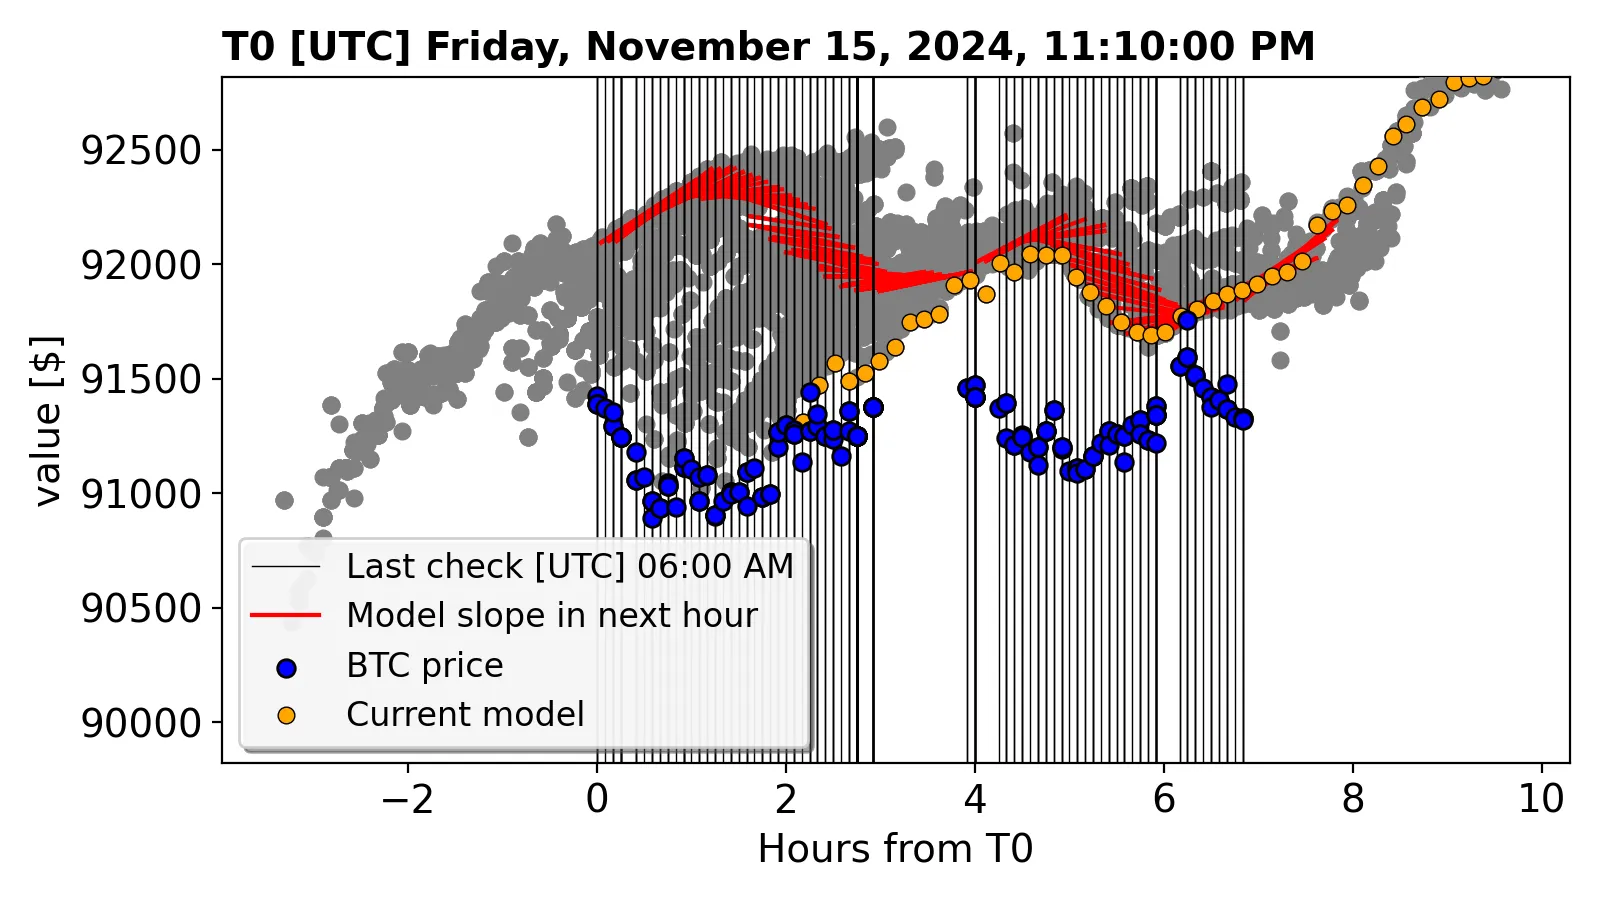 T0 [UTC] Friday, November 15, 2024, 11:10:00 PM
value [$]
92500
92000
91500
91000
90500
90000
Last check [UTC] 06:00 AM
Model slope in next hour
BTC price
Current model
−2 0 2 4 6 8 10
Hours from T0